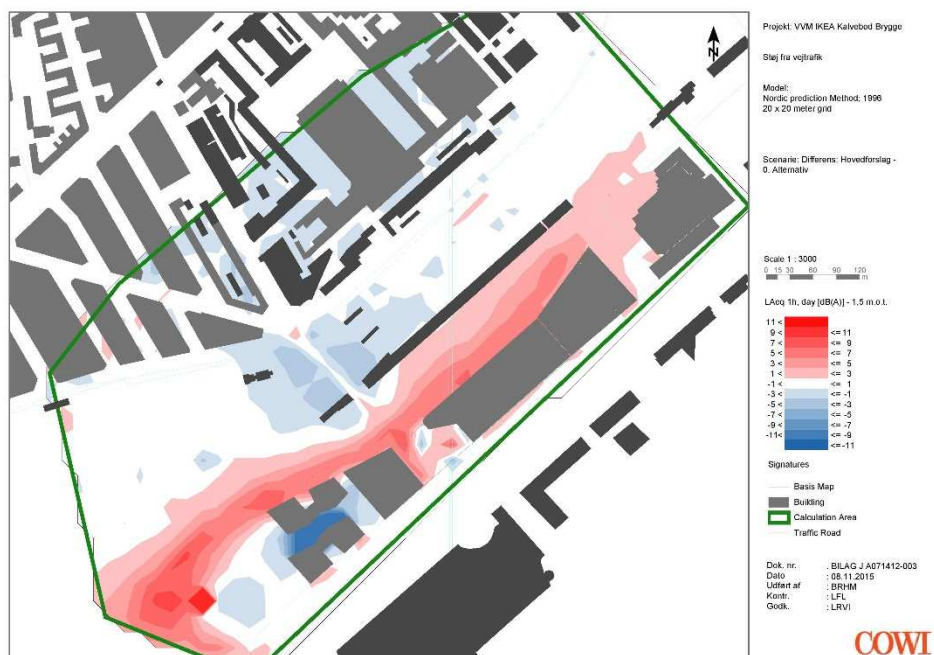 Projekt: VVM IKEA Kalvebod Brygge
Støj fra vejtrafik
Model:
Nordic prediction Method; 1996
20 x 20 meter grid
Scenarie: Differens: Hovedforslag -
0. Alternativ
Scale 1 : 3000
0 15 30 60 90 120
m
LAeq 1h, day [dB(A)] - 1,5 m.o.t.
11 <
9 < <= 11
7 < <= 9
5 < <= 7
3 < <= 5
1 < <= 3
-1 < <= 1
-3 < <= -1
-5 < <= -3
-7 < <= -5
-9 < <= -7
-11< <= -9
<=-11
Signatures
Basis Map
Building
Calculation Area
Traffic Road
Dok. nr. : BILAG J A071412-003
Dato : 08.11.2015
Udført af : BRHM
Kontr. : LFL
Godk. : LRVI
COWI